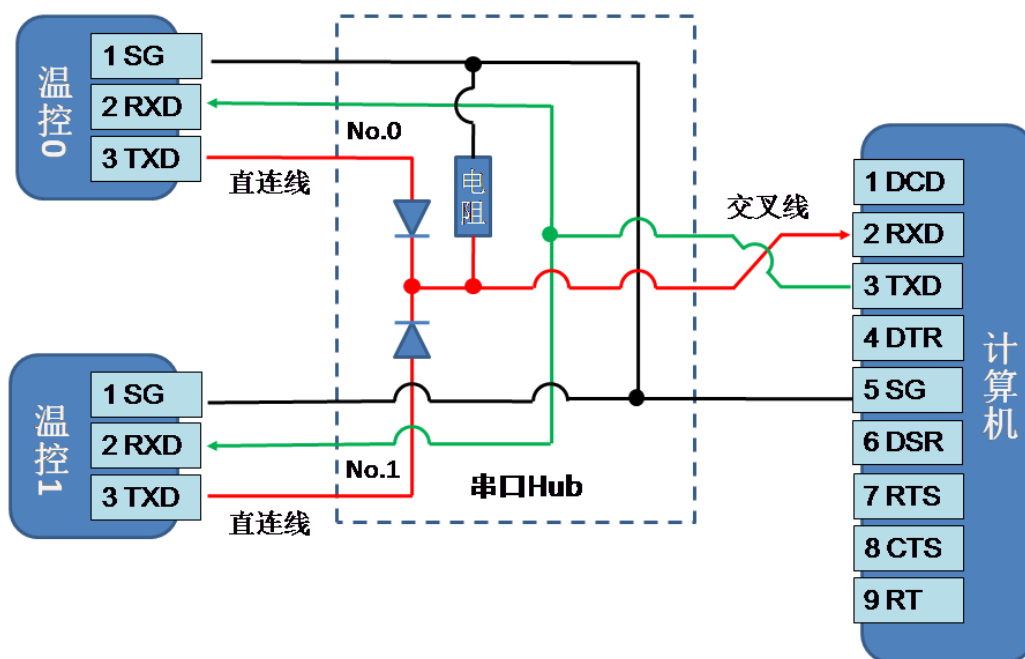 温控0
1 SG
2 RXD
3 TXD
No.0
直连线
电阻
交叉线
1 DCD
2 RXD
3 TXD
4 DTR
5 SG
6 DSR
7 RTS
8 CTS
9 RT
计算机
温控1
1 SG
2 RXD
3 TXD
No.1
直连线
串口Hub